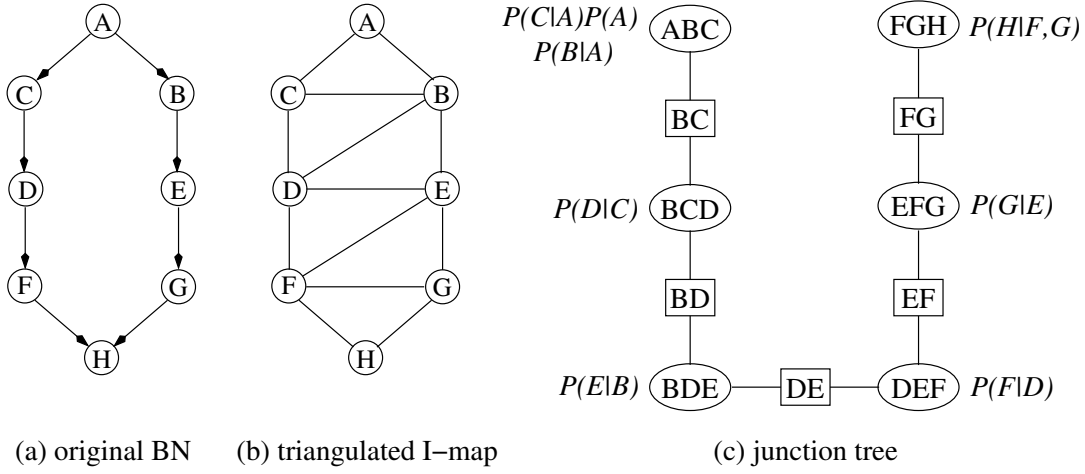 A
C
B
D
E
F
G
H
(a) original BN
A
C
B
D
E
F
G
H
(b) triangulated I−map
P(C|A)P(A)
P(B|A)
ABC
BC
P(D|C)
BCD
BD
P(E|B)
BDE
DE
DEF
P(F|D)
EF
EFG
P(G|E)
FG
FGH
P(H|F,G)
(c) junction tree